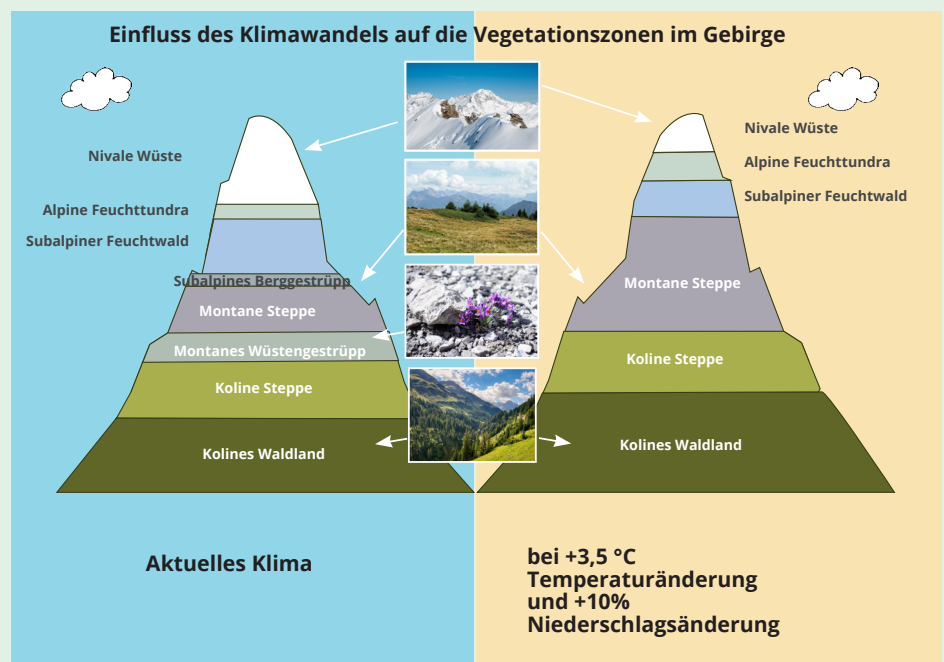 Einfluss des Klimawandels auf die Vegetationszonen im Gebirge
Nivale Wüste
Alpine Feuchttundra
Subalpiner Feuchtwald
Subalpines Berggestrüpp
Montane Steppe
Montanes Wüstengestrüpp
Koline Steppe
Kolines Waldland
Aktuelles Klima
Nivale Wüste
Alpine Feuchttundra
Subalpiner Feuchtwald
Montane Steppe
Koline Steppe
Kolines Waldland
bei +3,5 °C
Temperaturänderung
und +10%
Niederschlagsänderung